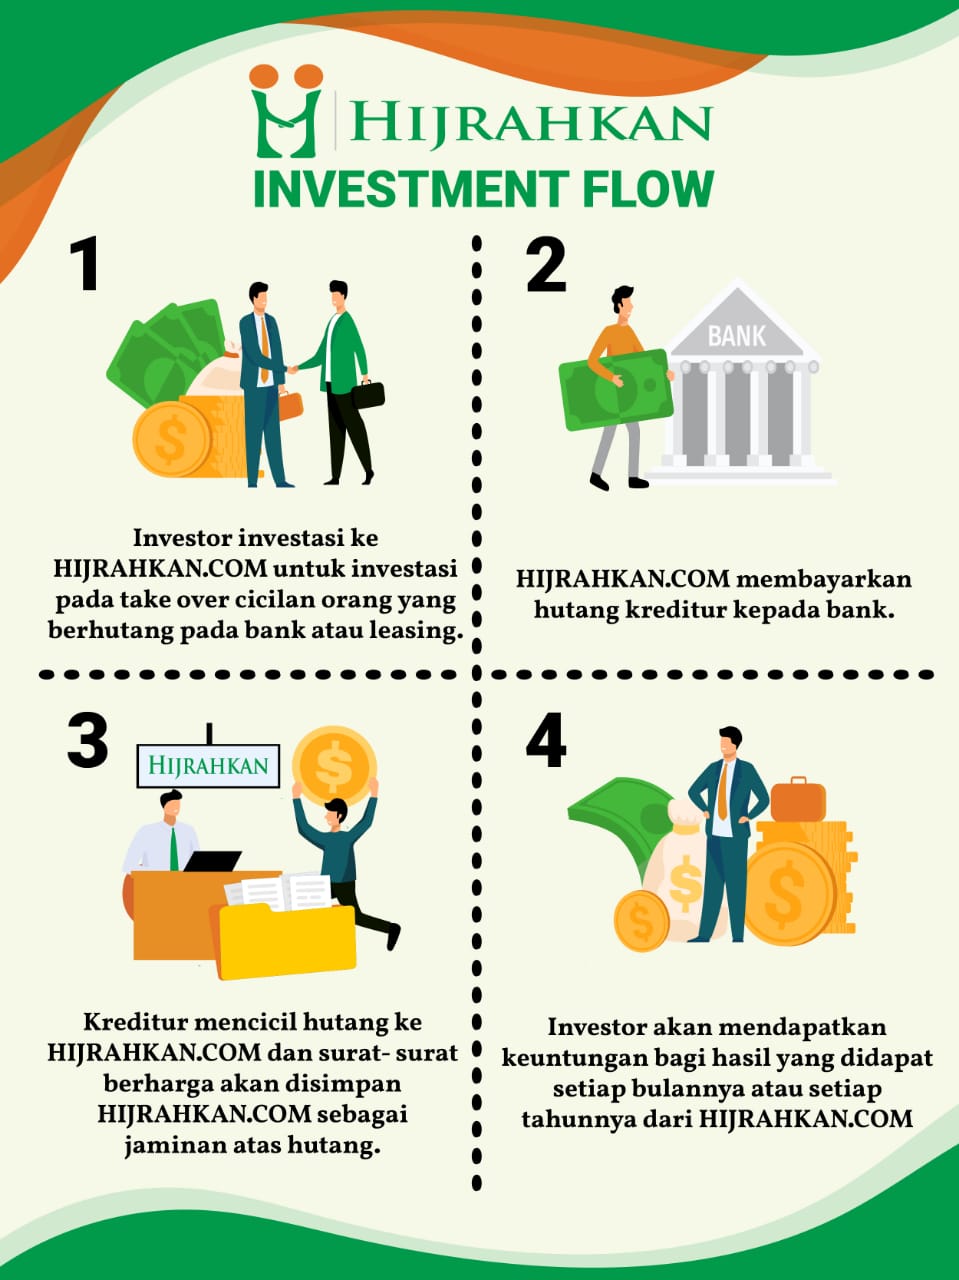 HIJRAHKAN
INVESTMENT FLOW
1
Investor investasi ke
HIJRAHKAN.COM untuk investasi
pada take over cicilan orang yang
berhutang pada bank atau leasing.
2
BANK
HIJRAHKAN.COM membayarkan
hutang kreditur kepada bank.
3
HIJRAHKAN
Kreditur mencicil hutang ke
HIJRAHKAN.COM dan surat- surat
berharga akan disimpan
HIJRAHKAN.COM sebagai
jaminan atas hutang.
4
Investor akan mendapatkan
keuntungan bagi hasil yang didapat
setiap bulannya atau setiap
tahunnya dari HIJRAHKAN.COM